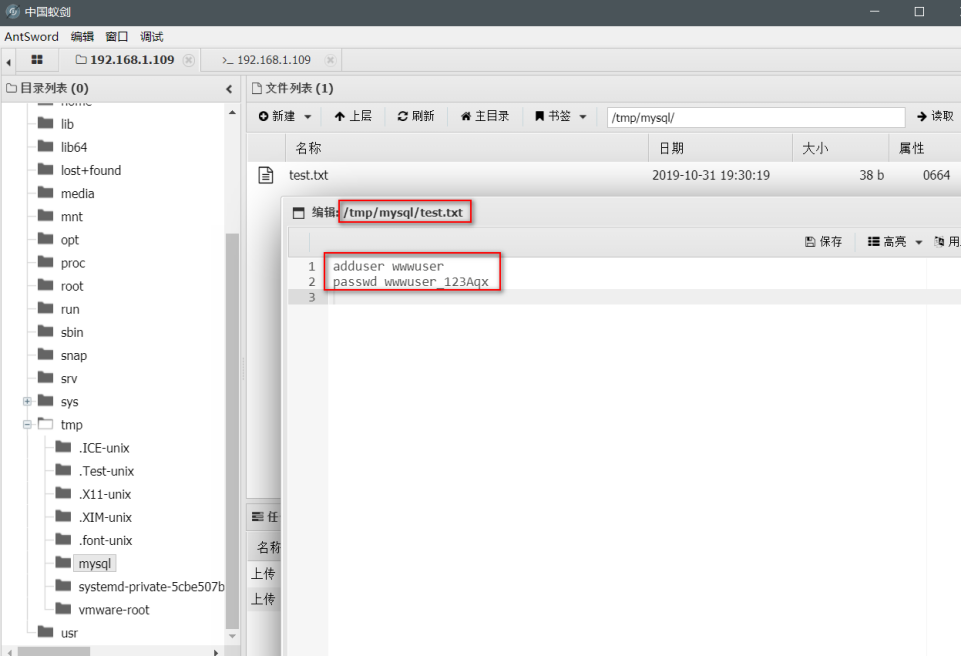 中国蚁剑
AntSword 编辑 窗口 调试
192.168.1.109
>_ 192.168.1.109
目录列表 (0)
home
lib
lib64
lost+found
media
mnt
opt
proc
root
run
sbin
snap
srv
sys
tmp
.ICE-unix
.Test-unix
.X11-unix
.XIM-unix
.font-unix
mysql
systemd-private-5cbe507b
vmware-root
usr
文件列表 (1)
新建 上层 刷新 主目录 书签 /tmp/mysql/ 读取
名称 日期 大小 属性
test.txt 2019-10-31 19:30:19 38 b 0664
编辑: /tmp/mysql/test.txt
保存 高亮 用
1 adduser wwwuser
2 passwd wwwuser_123Aqx
3
任
名称
上传
上传